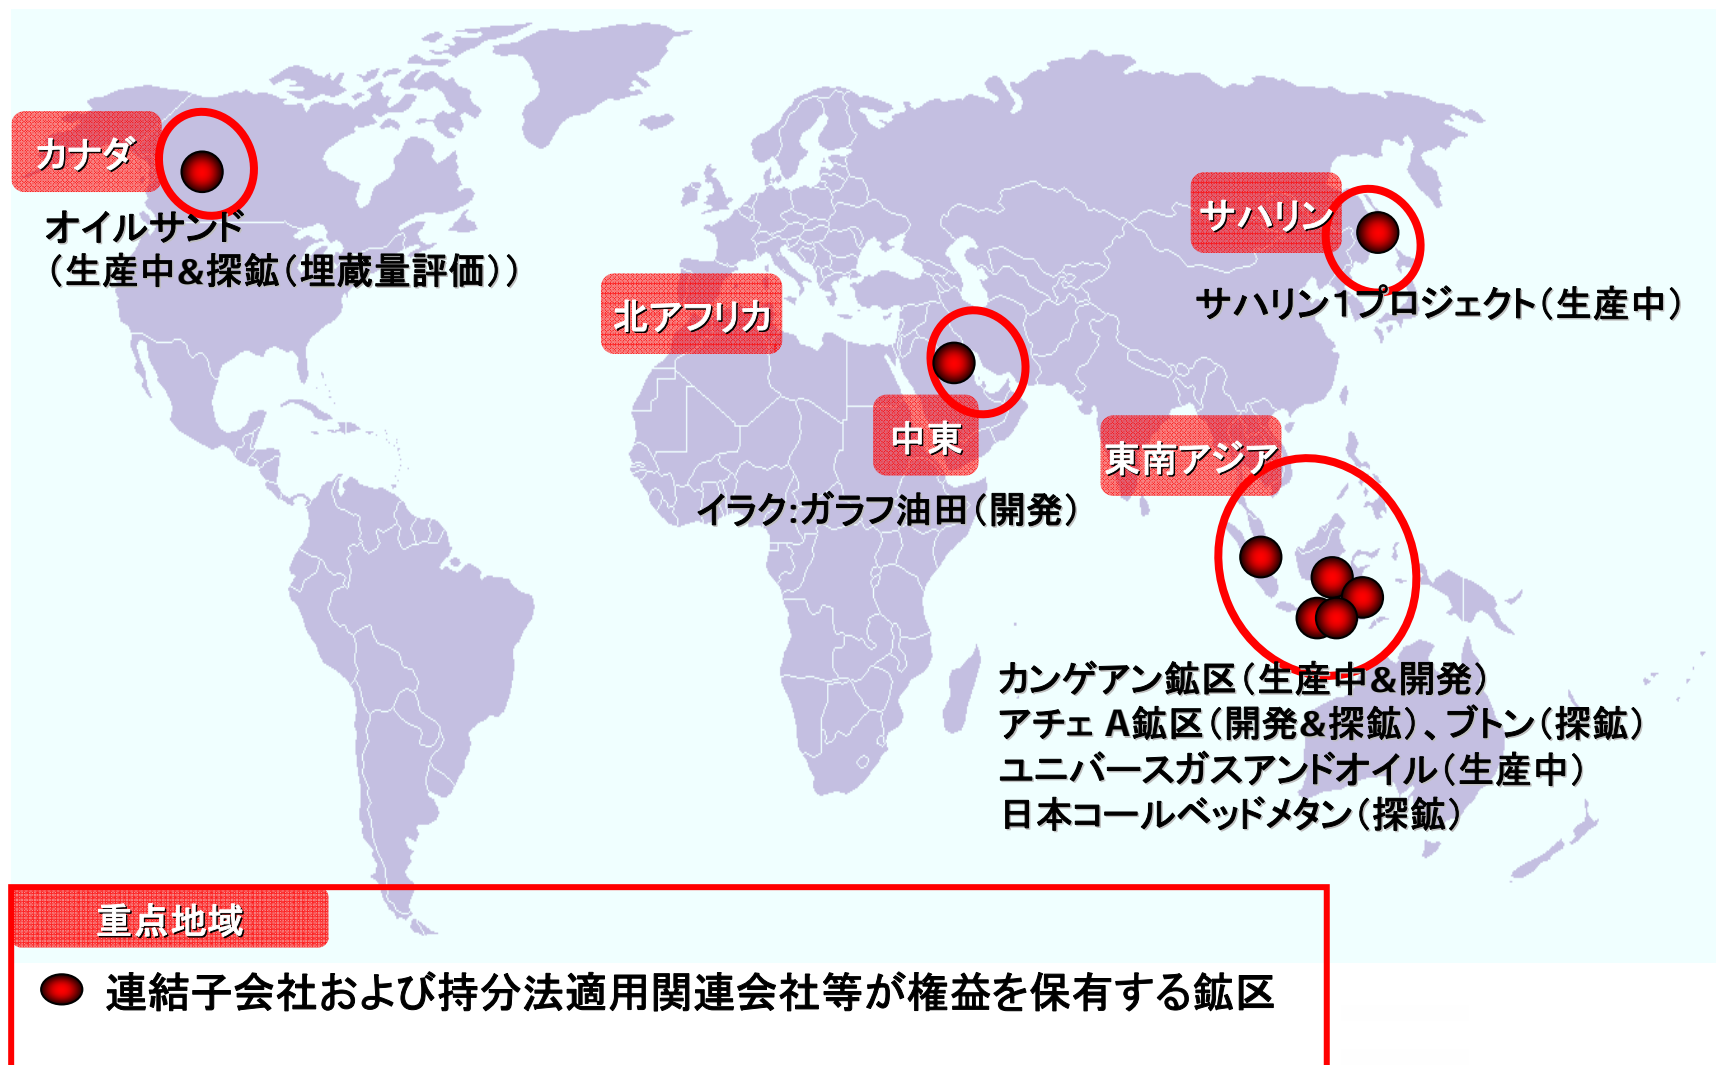 カナダ
オイルサンド
（生産中&探鉱（埋蔵量評価））
サハリン
サハリン１プロジェクト（生産中）
北アフリカ
中東
イラク:ガラフ油田（開発）
東南アジア
カンゲアン鉱区（生産中&開発）
アチェ A鉱区（開発&探鉱）、ブトン（探鉱）
ユニバースガスアンドオイル（生産中）
日本コールベッドメタン（探鉱）
重点地域
連結子会社および持分法適用関連会社等が権益を保有する鉱区